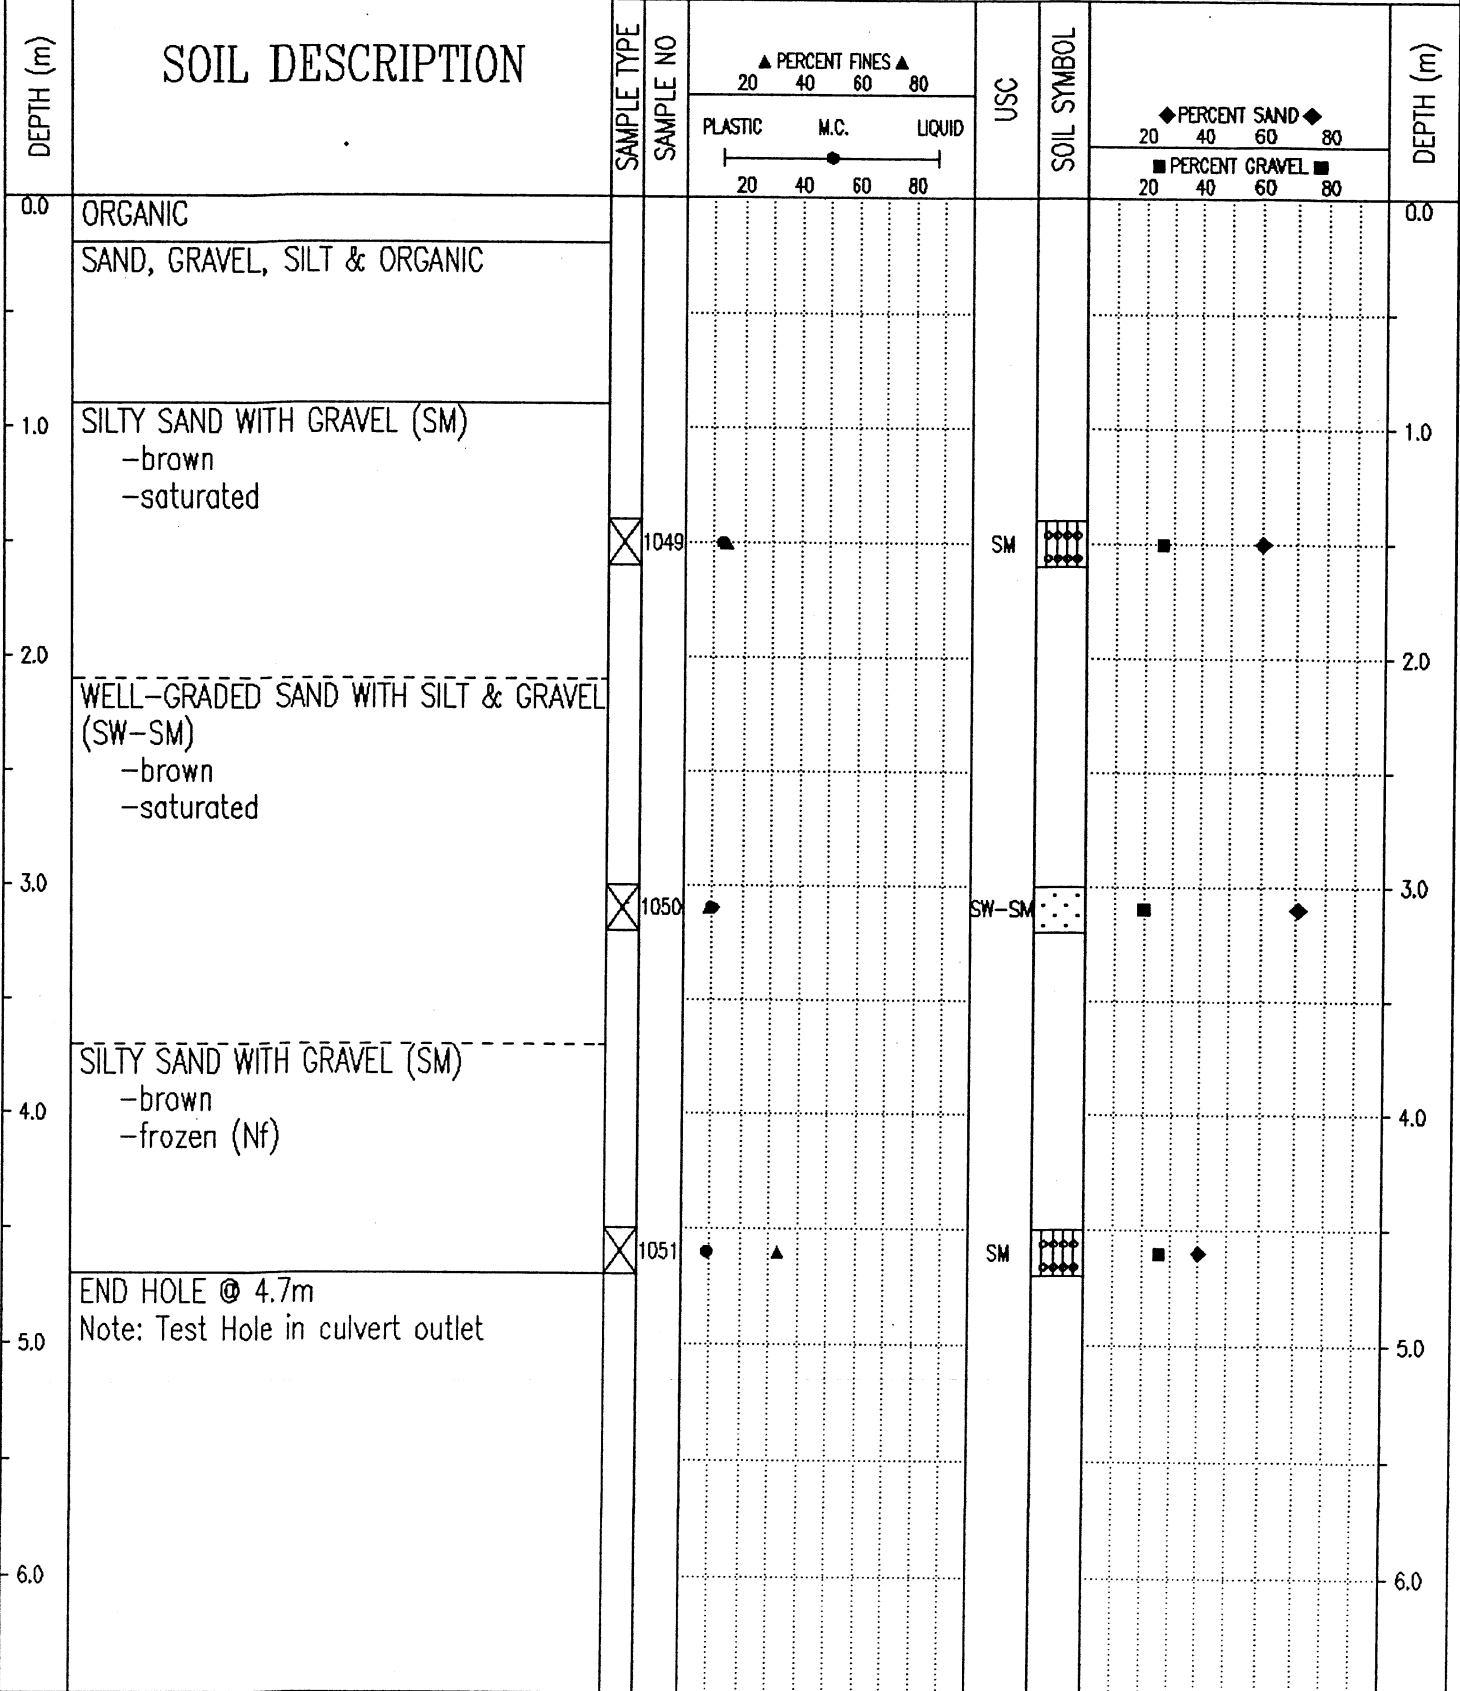 DEPTH (m)
SOIL DESCRIPTION
SAMPLE TYPE
SAMPLE NO
▲ PERCENT FINES ▲
20 40 60 80
PLASTIC M.C. LIQUID
20 40 60 80
USC
SOIL SYMBOL
◆ PERCENT SAND ◆
20 40 60 80
■ PERCENT GRAVEL ■
20 40 60 80
DEPTH (m)
0.0 ORGANIC 0.0
SAND, GRAVEL, SILT & ORGANIC
1.0 SILTY SAND WITH GRAVEL (SM) 1.0
-brown
-saturated
1049 SM
2.0 2.0
WELL-GRADED SAND WITH SILT & GRAVEL
(SW-SM)
-brown
-saturated
3.0 3.0
1050 SW-SM
SILTY SAND WITH GRAVEL (SM)
-brown
4.0 4.0
-frozen (Nf)
1051 SM
END HOLE @ 4.7m
Note: Test Hole in culvert outlet
5.0 5.0
6.0 6.0